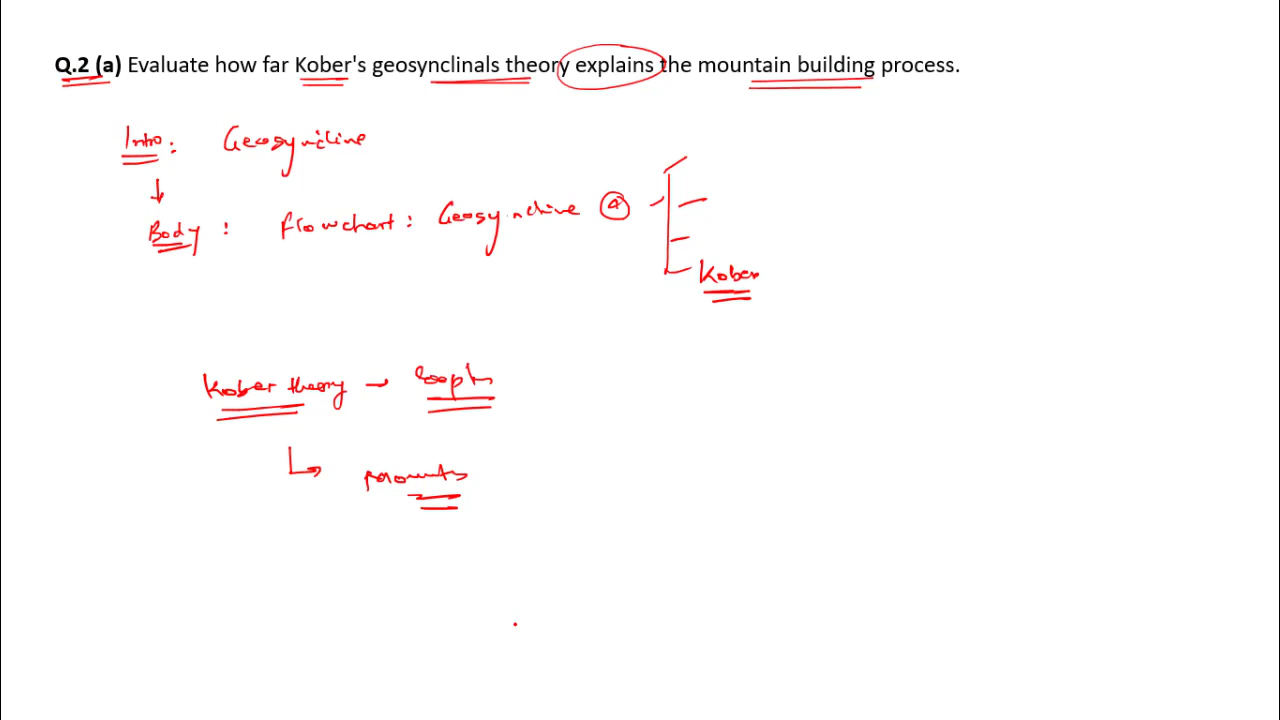 Q.2 (a) Evaluate how far Kober's geosynclinals theory explains the mountain building process.
Intro: Geosyncline
Body: flowchart: Geosyncline 4
Kober
Kober theory →